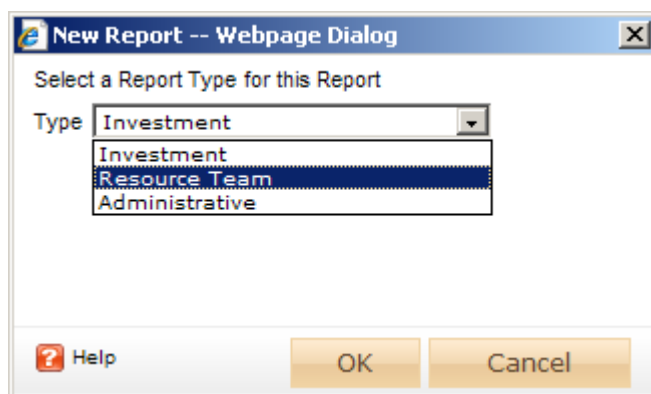 New Report -- Webpage Dialog
Select a Report Type for this Report
Type Investment
Investment
Resource Team
Administrative
Help OK Cancel